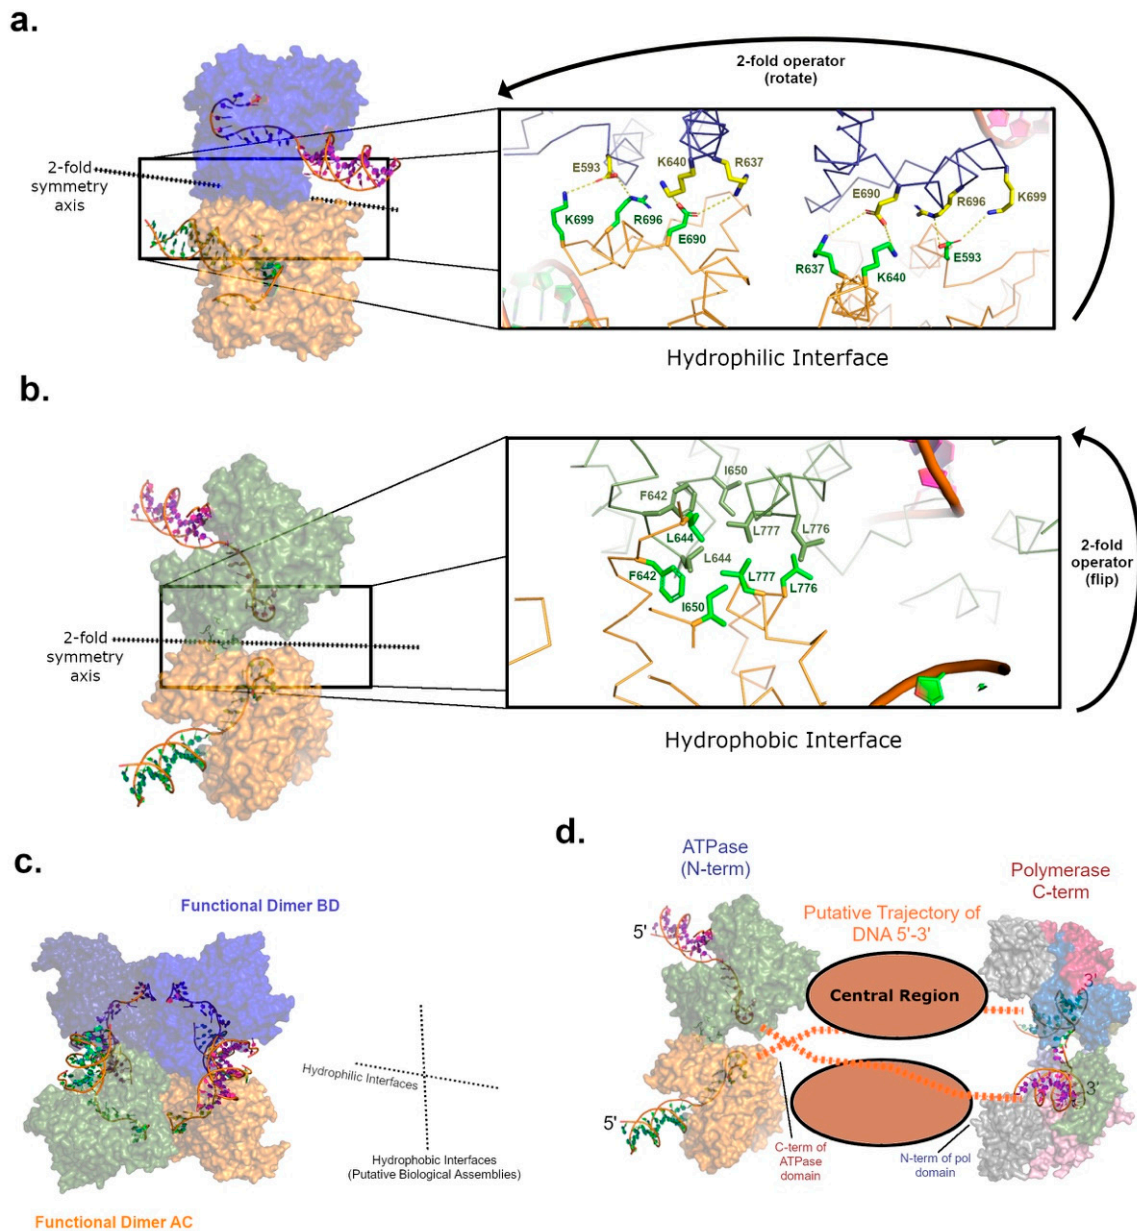 a.
2-fold operator
(rotate)
2-fold
symmetry
axis
E593
K640
R637
K699
R696
E690
E690
R696
K699
R637
K640
E593
Hydrophilic Interface
b.
2-fold
symmetry
axis
I650
F642
L644
L777
L776
L644
F642
L777
L776
I650
2-fold
operator
(flip)
Hydrophobic Interface
c.
Functional Dimer BD
Hydrophilic Interfaces
Hydrophobic Interfaces
(Putative Biological Assemblies)
Functional Dimer AC
d.
ATPase
(N-term)
Polymerase
C-term
Putative Trajectory of
DNA 5'-3'
5'
Central Region
3'
3'
5'
C-term of
ATPase
domain
N-term of pol
domain